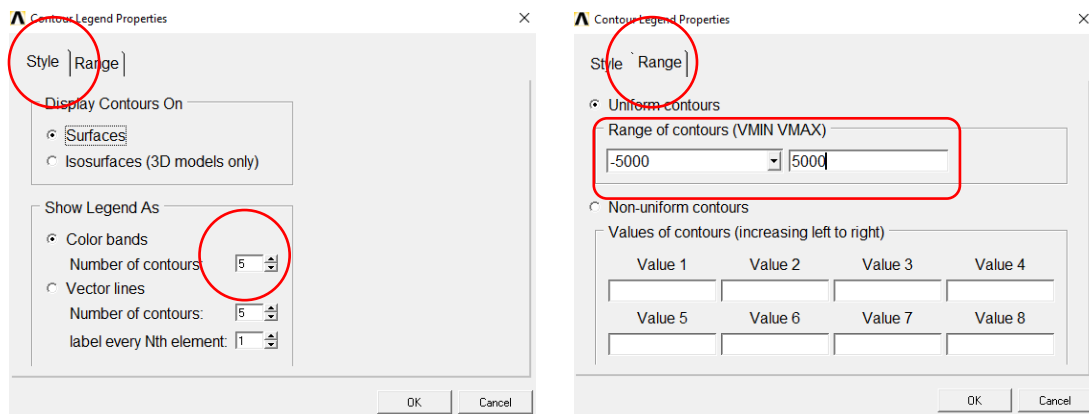 Contour Legend Properties
Style Range
Display Contours On
Surfaces
Isosurfaces (3D models only)
Show Legend As
Color bands
Number of contours: 5
Vector lines
Number of contours: 5
label every Nth element: 1
OK Cancel
Contour Legend Properties
Style Range
Uniform contours
Range of contours (VMIN VMAX)
-5000 5000
Non-uniform contours
Values of contours (increasing left to right)
Value 1 Value 2 Value 3 Value 4
Value 5 Value 6 Value 7 Value 8
OK Cancel